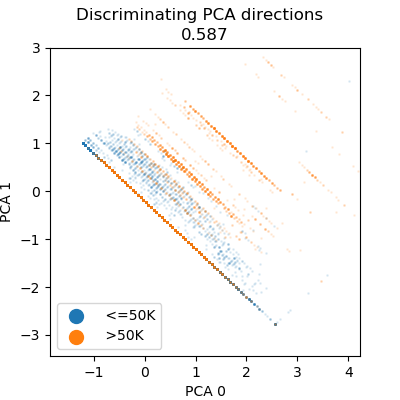 Discriminating PCA directions
0.587
3
2
1
0
−1
−2
−3
PCA 1
<=50K
>50K
−1
0
1
2
3
4
PCA 0